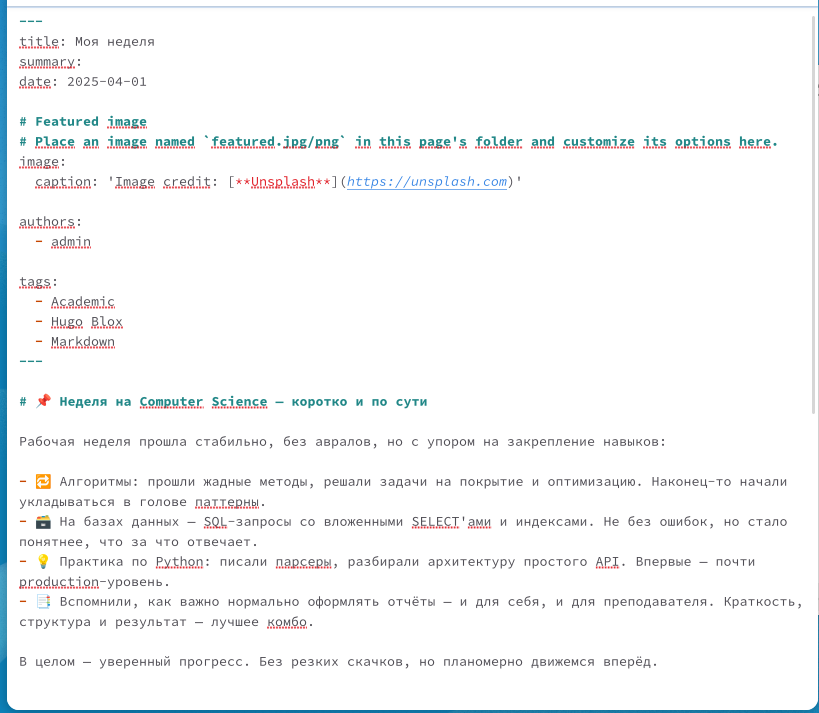 ---
title: Моя неделя
summary:
date: 2025-04-01

# Featured image
# Place an image named `featured.jpg/png` in this page's folder and customize its options here.
image:
  caption: 'Image credit: [**Unsplash**](https://unsplash.com)'

authors:
  - admin

tags:
  - Academic
  - Hugo Blox
  - Markdown
---

# 📌 Неделя на Computer Science — коротко и по сути

Рабочая неделя прошла стабильно, без авралов, но с упором на закрепление навыков:

- 🔁 Алгоритмы: прошли жадные методы, решали задачи на покрытие и оптимизацию. Наконец-то начали
укладываться в голове паттерны.
- 🗃️ На базах данных — SQL-запросы со вложенными SELECT'ами и индексами. Не без ошибок, но стало
понятнее, что за что отвечает.
- 💡 Практика по Python: писали парсеры, разбирали архитектуру простого API. Впервые — почти
production-уровень.
- 📑 Вспомнили, как важно нормально оформлять отчёты — и для себя, и для преподавателя. Краткость,
структура и результат — лучшее комбо.

В целом — уверенный прогресс. Без резких скачков, но планомерно движемся вперёд.